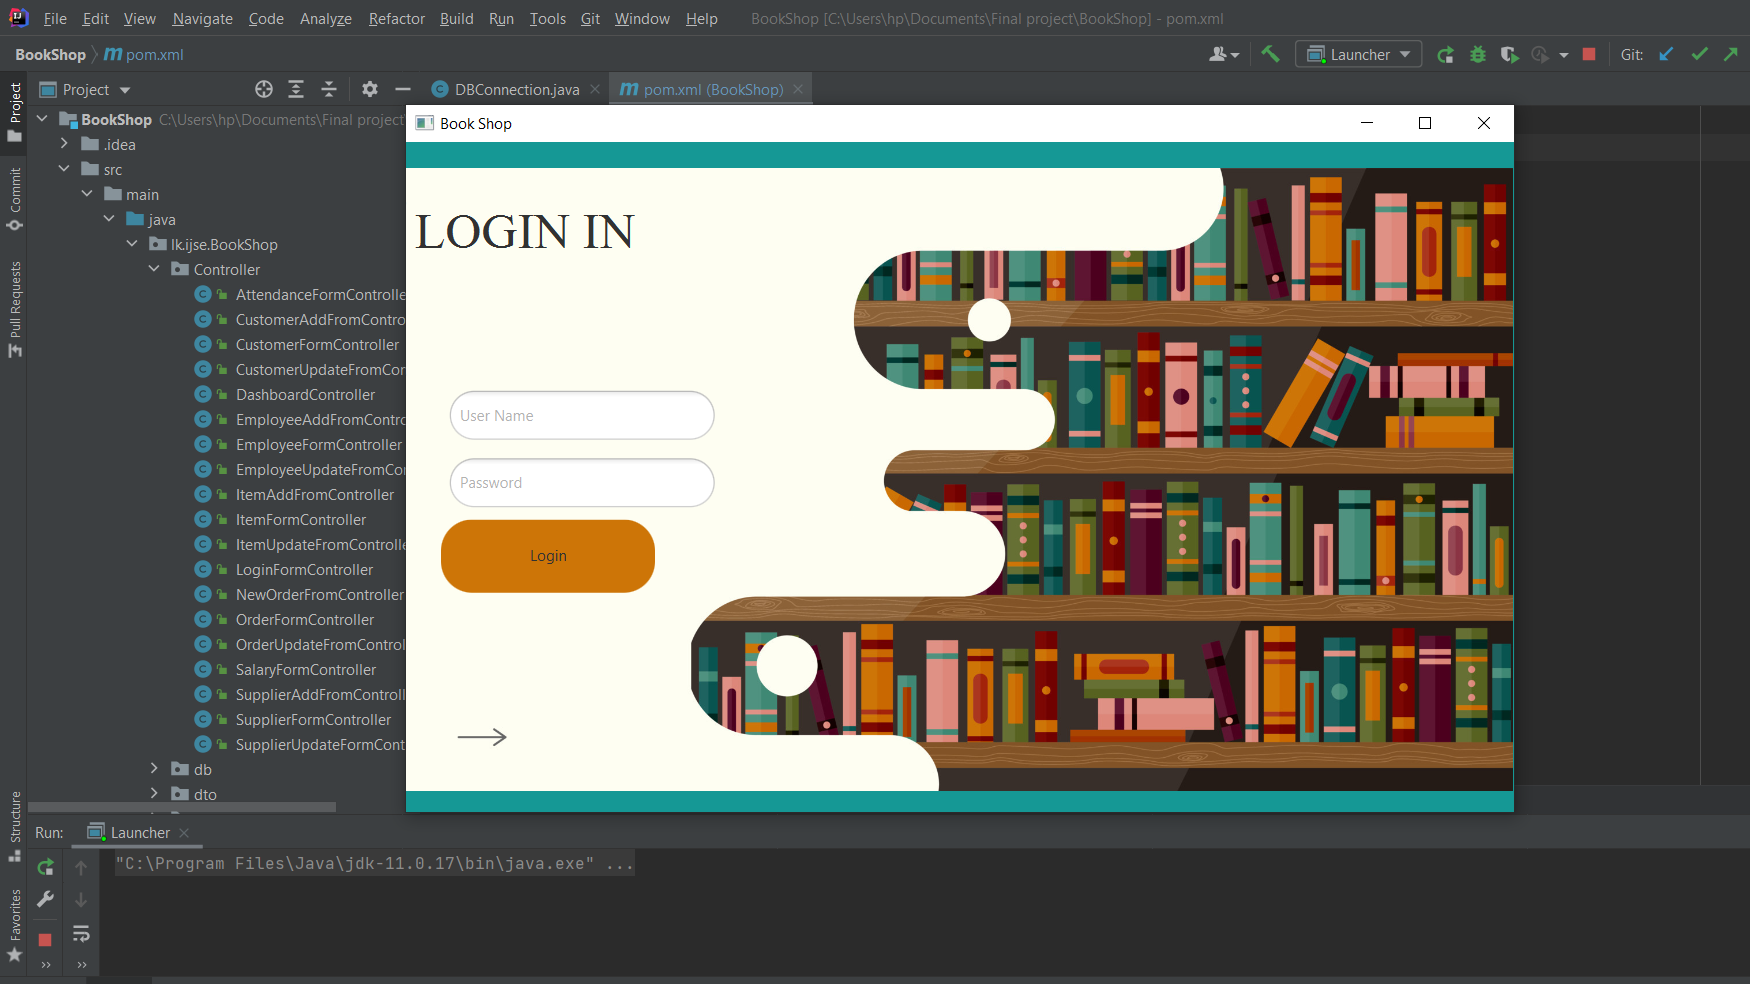 File Edit View Navigate Code Analyze Refactor Build Run Tools Git Window Help BookShop [C:\Users\hp\Documents\Final project\BookShop] - pom.xml
BookShop m pom.xml Launcher Git:
Project DBConnection.java m pom.xml (BookShop)
BookShop C:\Users\hp\Documents\Final project
.idea
src
main
java
lk.ijse.BookShop
Controller
AttendanceFormControlle
CustomerAddFromContro
CustomerFormController
CustomerUpdateFromCor
DashboardController
EmployeeAddFromContro
EmployeeFormController
EmployeeUpdateFromCor
ItemAddFromController
ItemFormController
ItemUpdateFromControlle
LoginFormController
NewOrderFormController
OrderFormController
OrderUpdateFromControl
SalaryFormController
SupplierAddFromControll
SupplierFormController
SupplierUpdateFormCont
db
dto
Project
Commit
Pull Requests
Structure
Favorites
Book Shop
LOGIN IN
User Name
Password
Login
Run: Launcher
"C:\Program Files\Java\jdk-11.0.17\bin\java.exe" ...